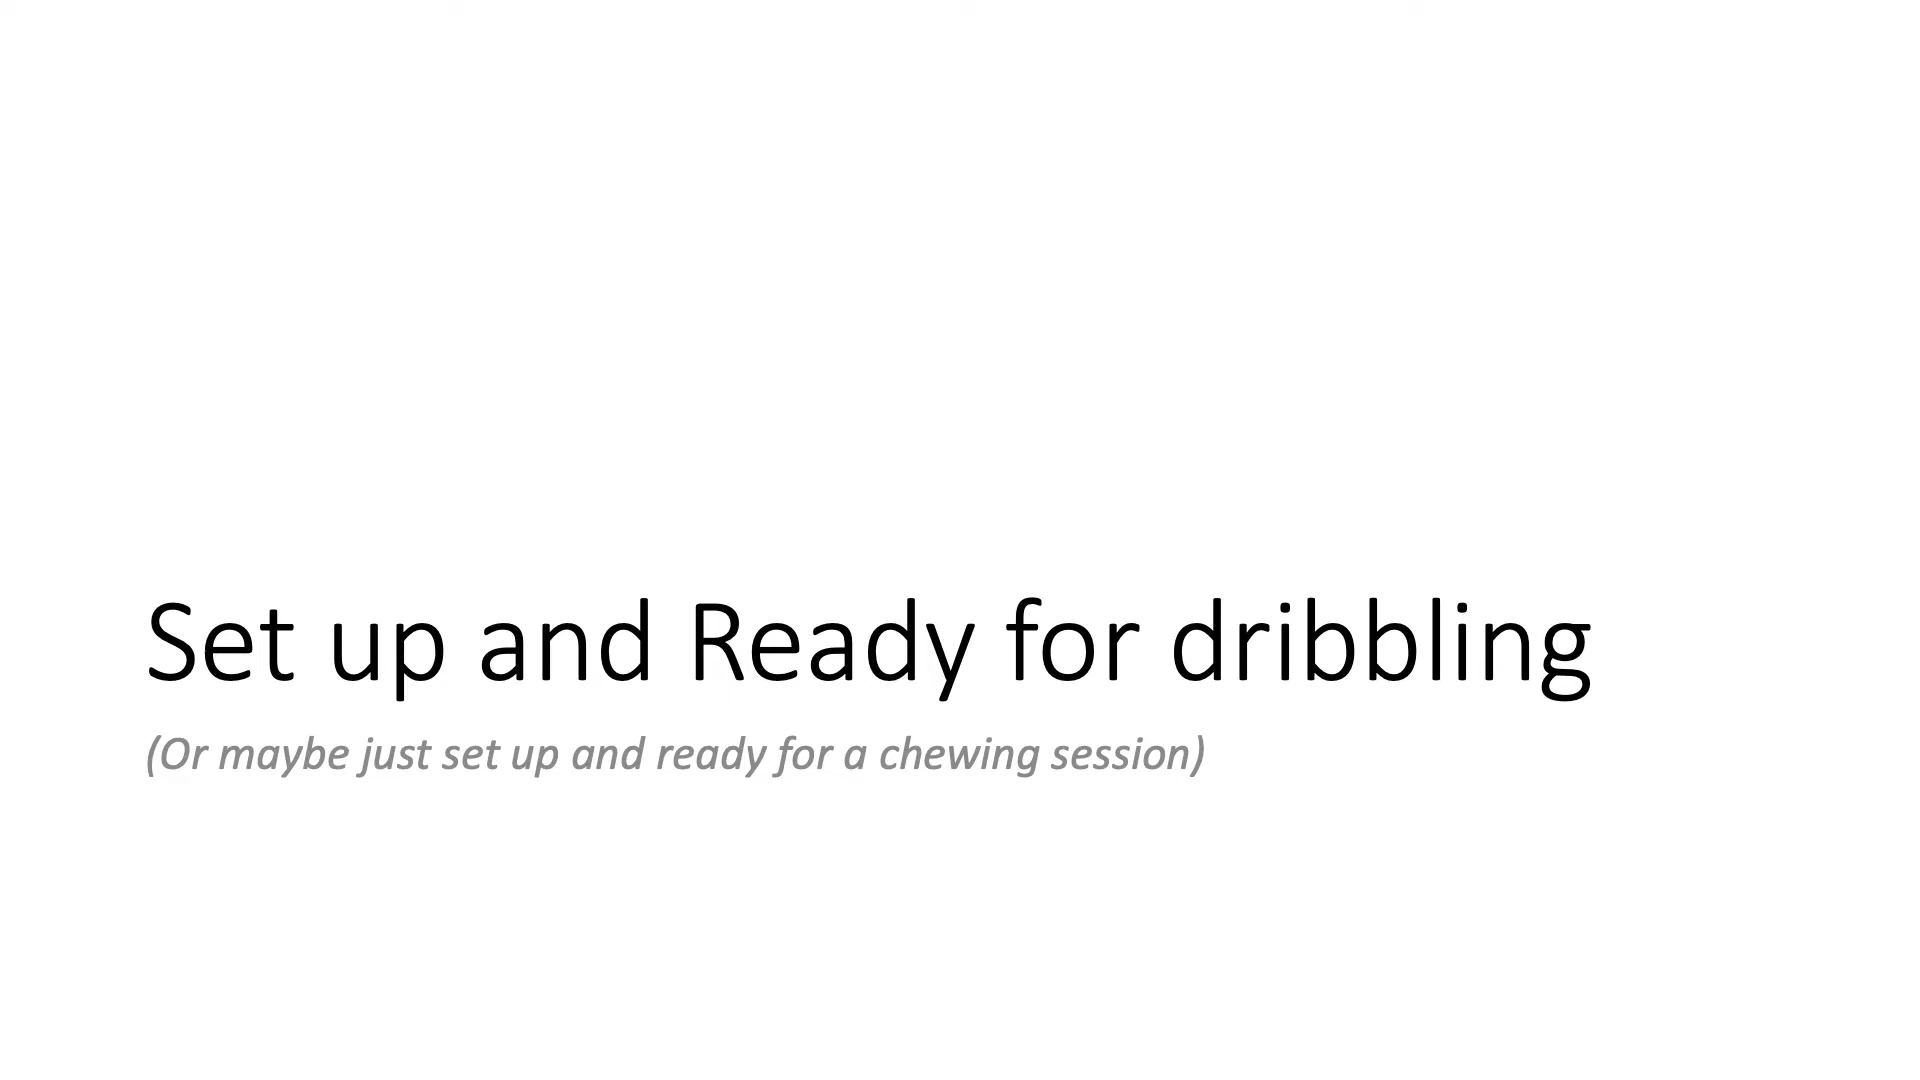 Set up and Ready for dribbling
(Or maybe just set up and ready for a chewing session)